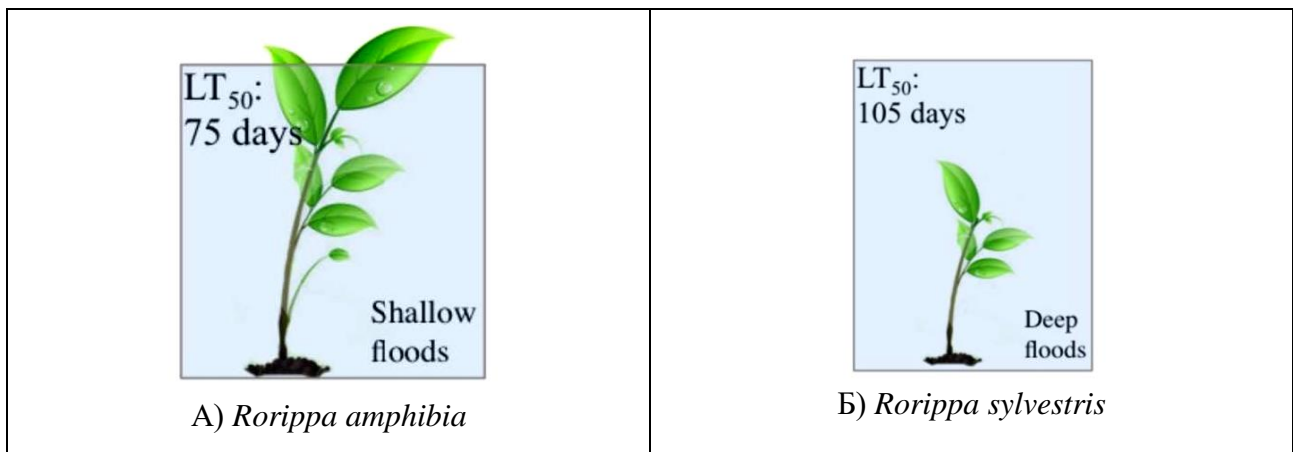 LT50:
75 days
Shallow
floods
А) Rorippa amphibia
LT50:
105 days
Deep
floods
Б) Rorippa sylvestris